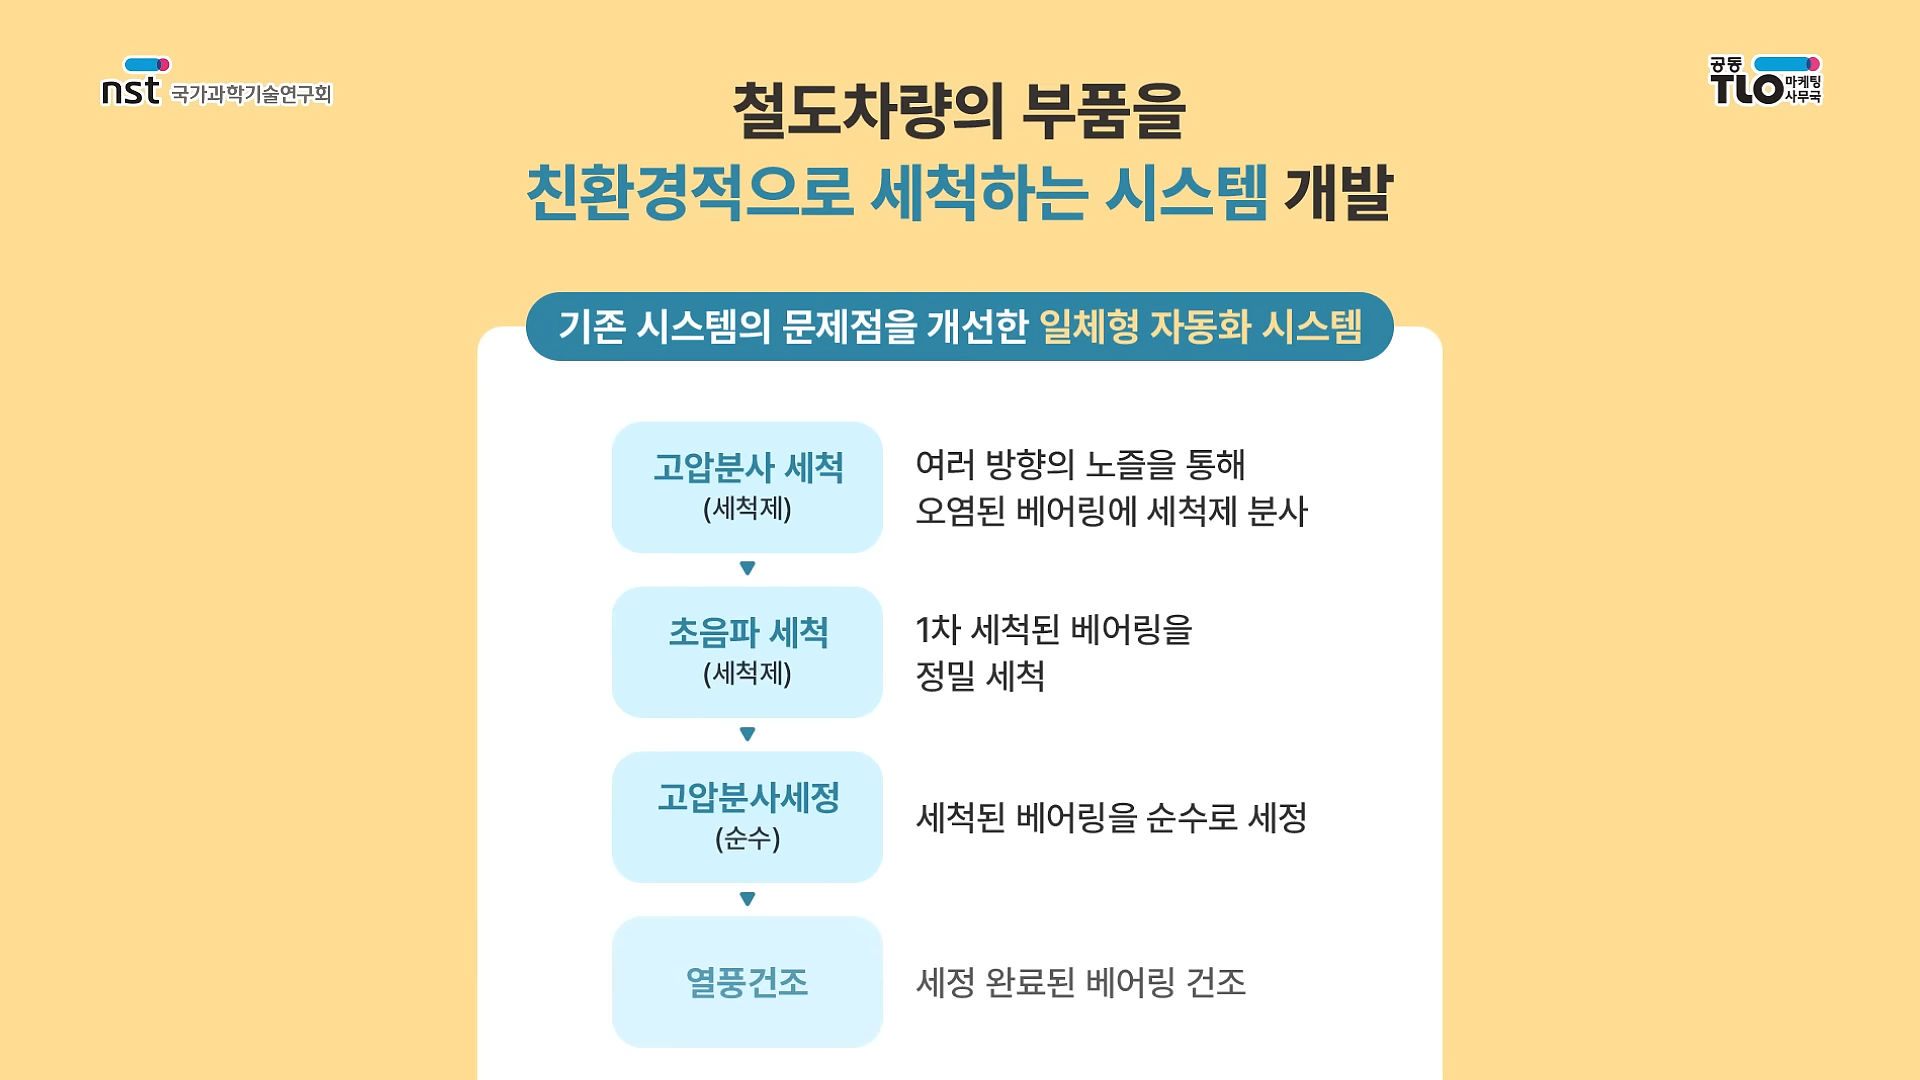 nst 국가과학기술연구회
공동
TLO 마케팅
사무국
철도차량의 부품을
친환경적으로 세척하는 시스템 개발
기존 시스템의 문제점을 개선한 일체형 자동화 시스템
고압분사 세척
(세척제)
여러 방향의 노즐을 통해
오염된 베어링에 세척제 분사
초음파 세척
(세척제)
1차 세척된 베어링을
정밀 세척
고압분사세정
(순수)
세척된 베어링을 순수로 세정
열풍건조
세정 완료된 베어링 건조